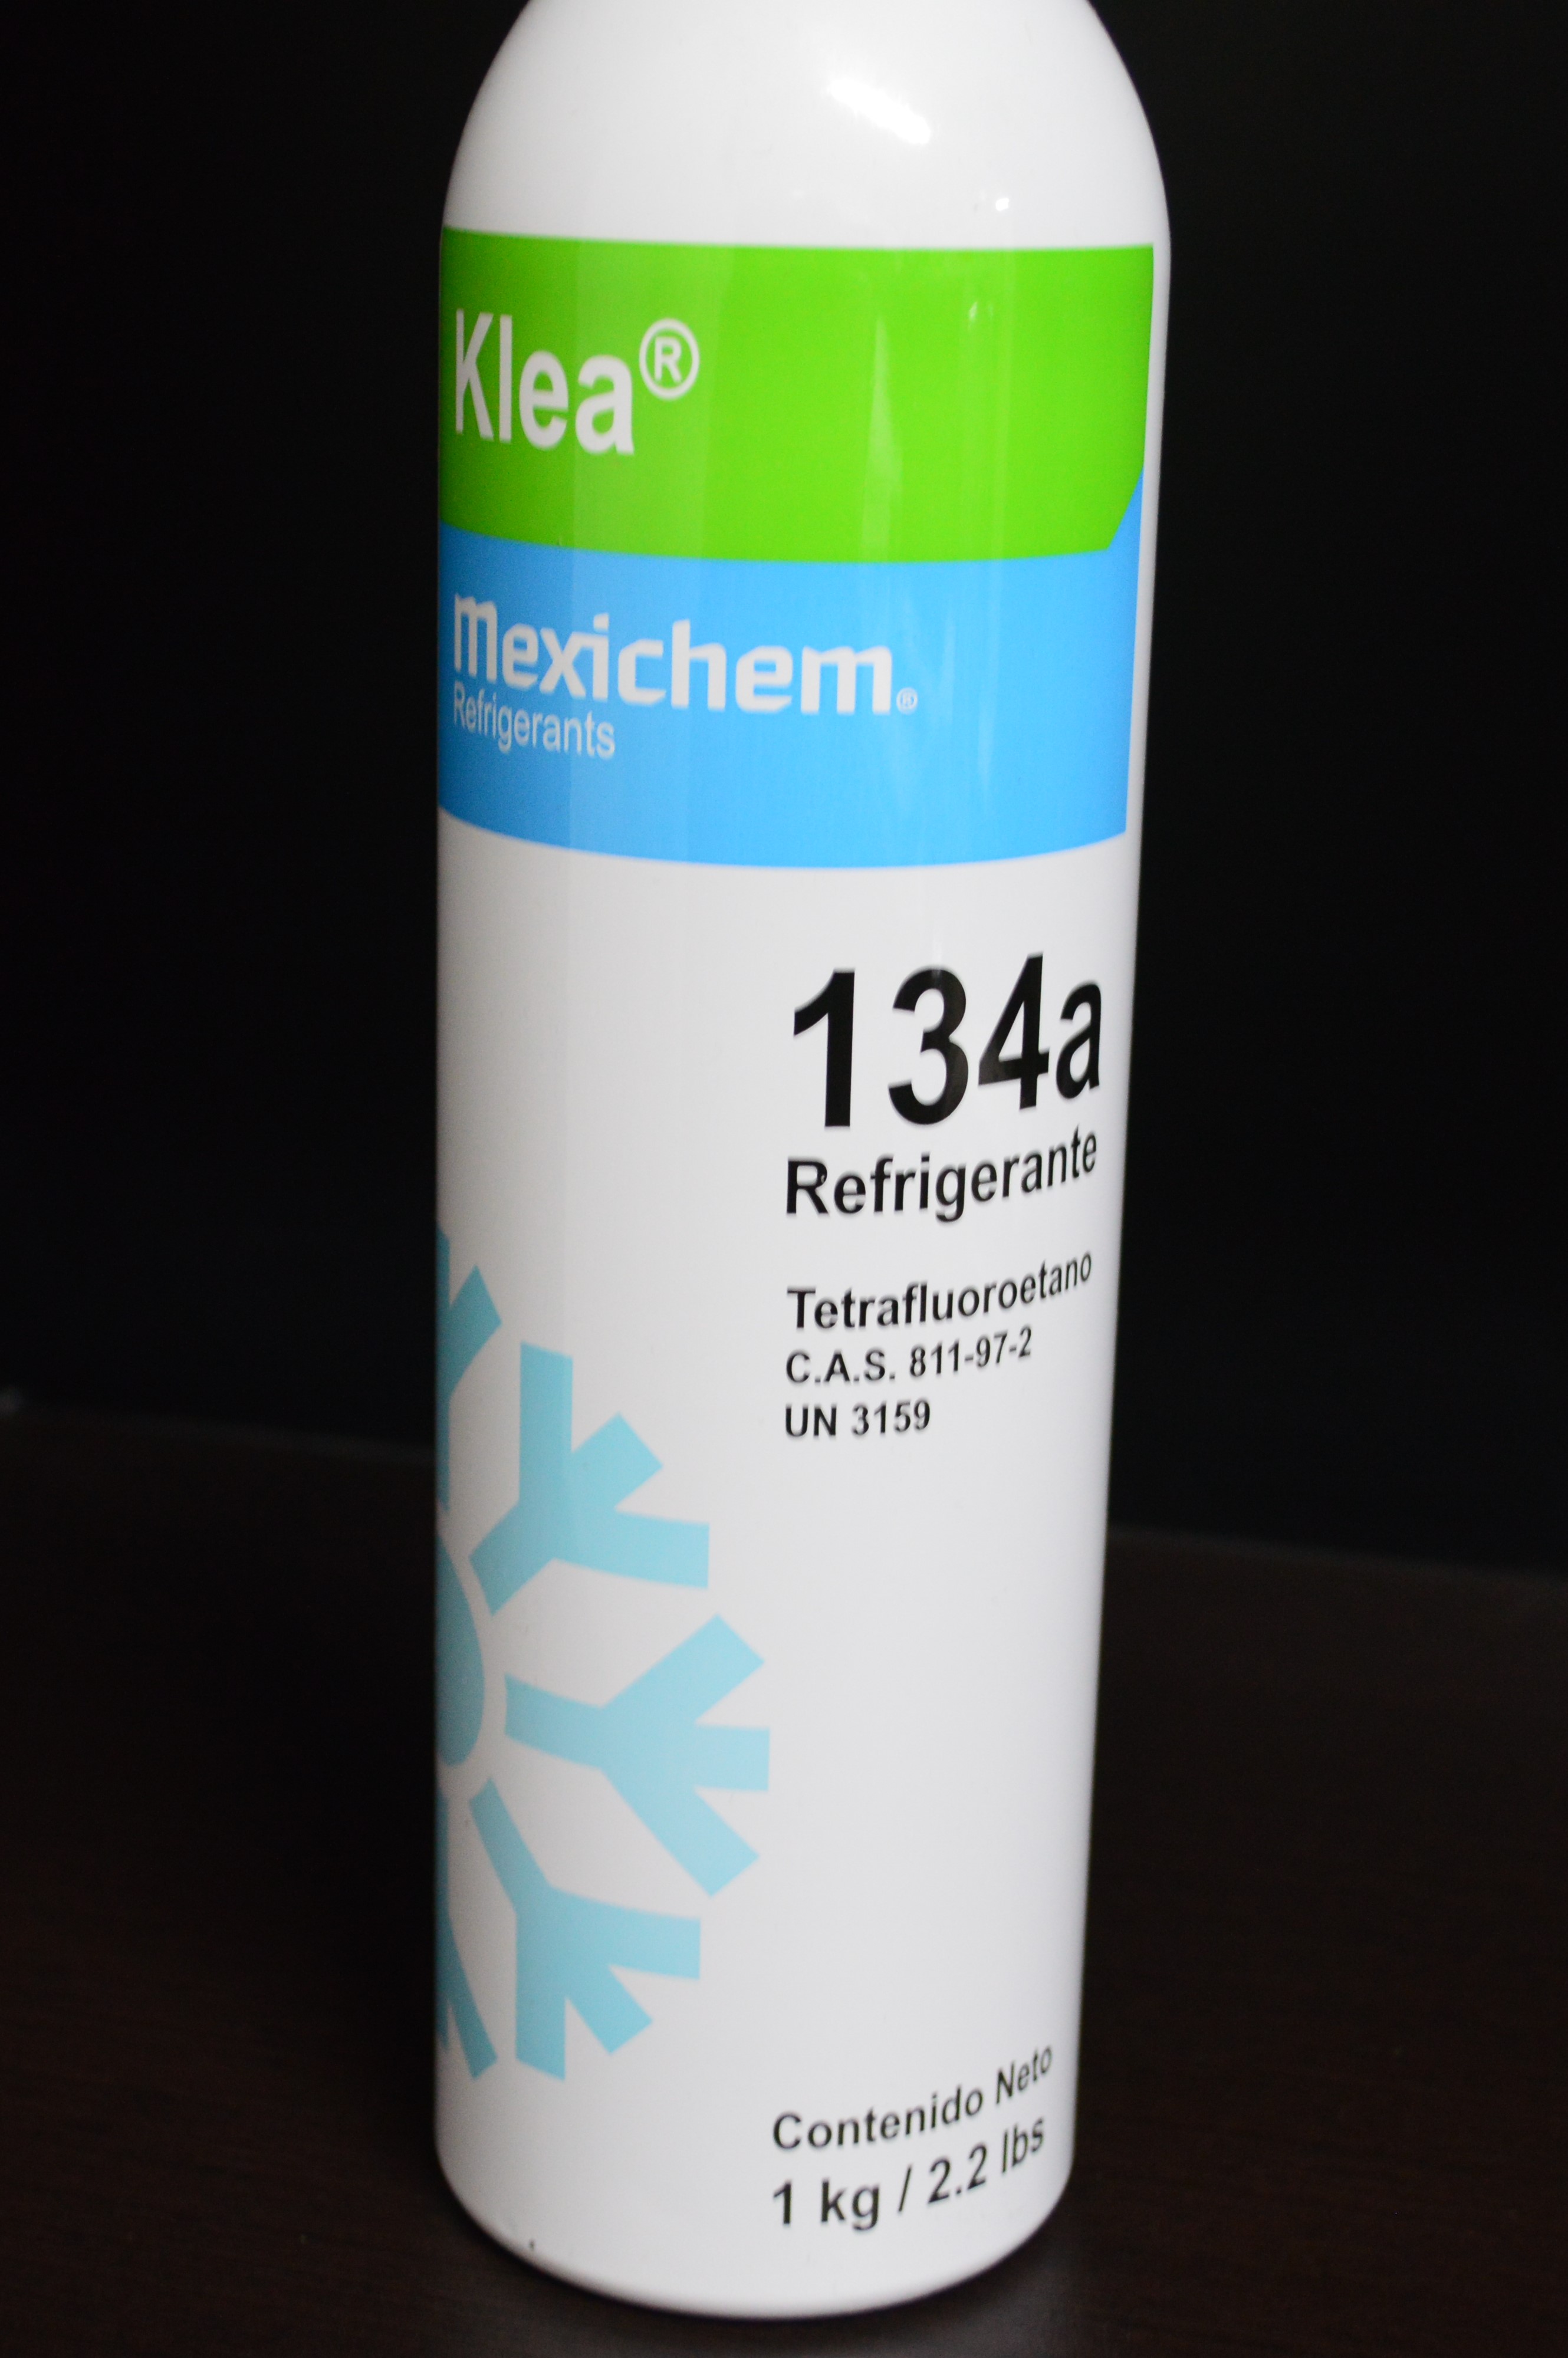 Klea®
mexichem®
Refrigerants
134a
Refrigerante
Tetrafluoroetano
C.A.S. 811-97-2
UN 3159
Contenido Neto
1 kg / 2.2 lbs